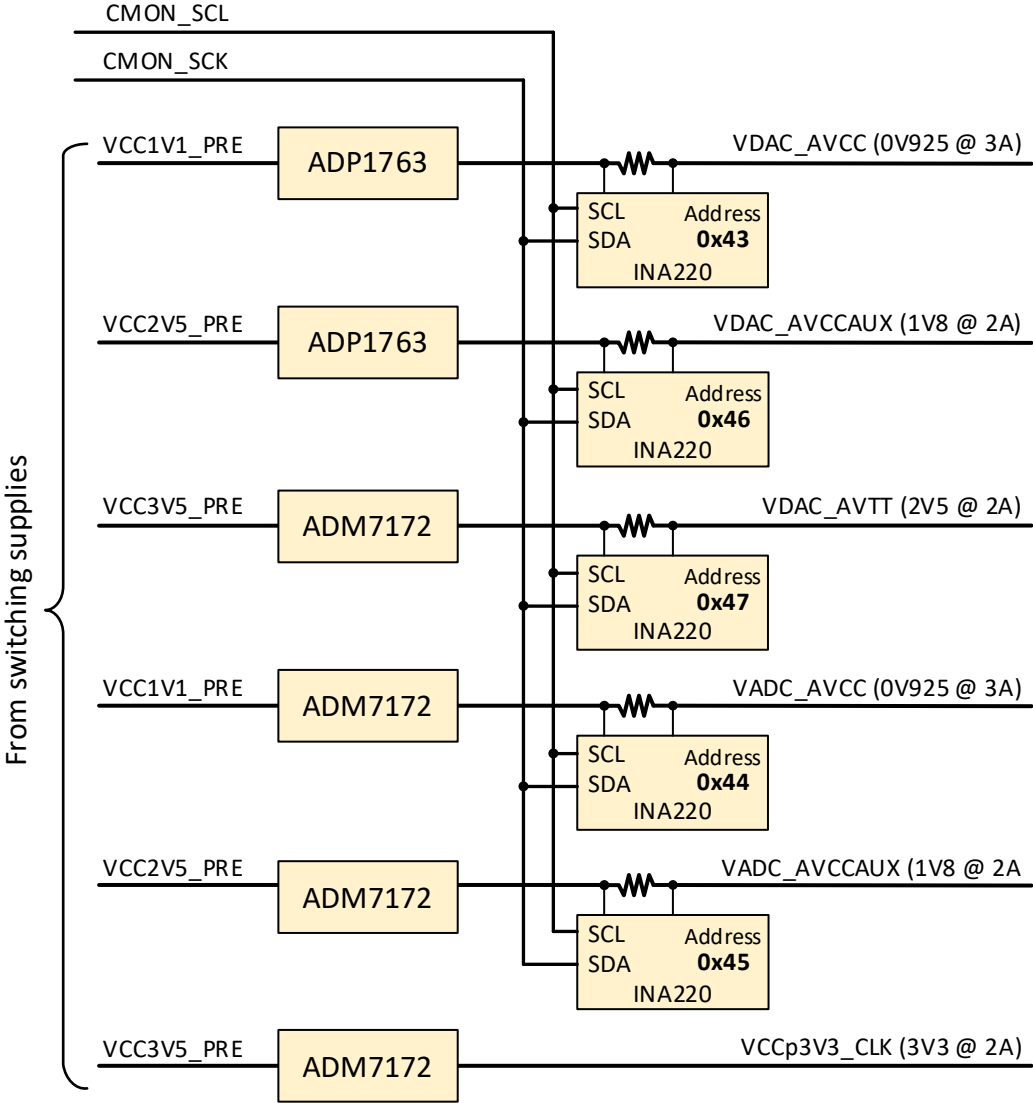 CMON_SCL
CMON_SCK
From switching supplies
VCC1V1_PRE
ADP1763
VDAC_AVCC (0V925 @ 3A)
SCL
Address
SDA
0x43
INA220
VCC2V5_PRE
ADP1763
VDAC_AVCCAUX (1V8 @ 2A)
SCL
Address
SDA
0x46
INA220
VCC3V5_PRE
ADM7172
VDAC_AVTT (2V5 @ 2A)
SCL
Address
SDA
0x47
INA220
VCC1V1_PRE
ADM7172
VADC_AVCC (0V925 @ 3A)
SCL
Address
SDA
0x44
INA220
VCC2V5_PRE
ADM7172
VADC_AVCCAUX (1V8 @ 2A
SCL
Address
SDA
0x45
INA220
VCC3V5_PRE
ADM7172
VCCp3V3_CLK (3V3 @ 2A)